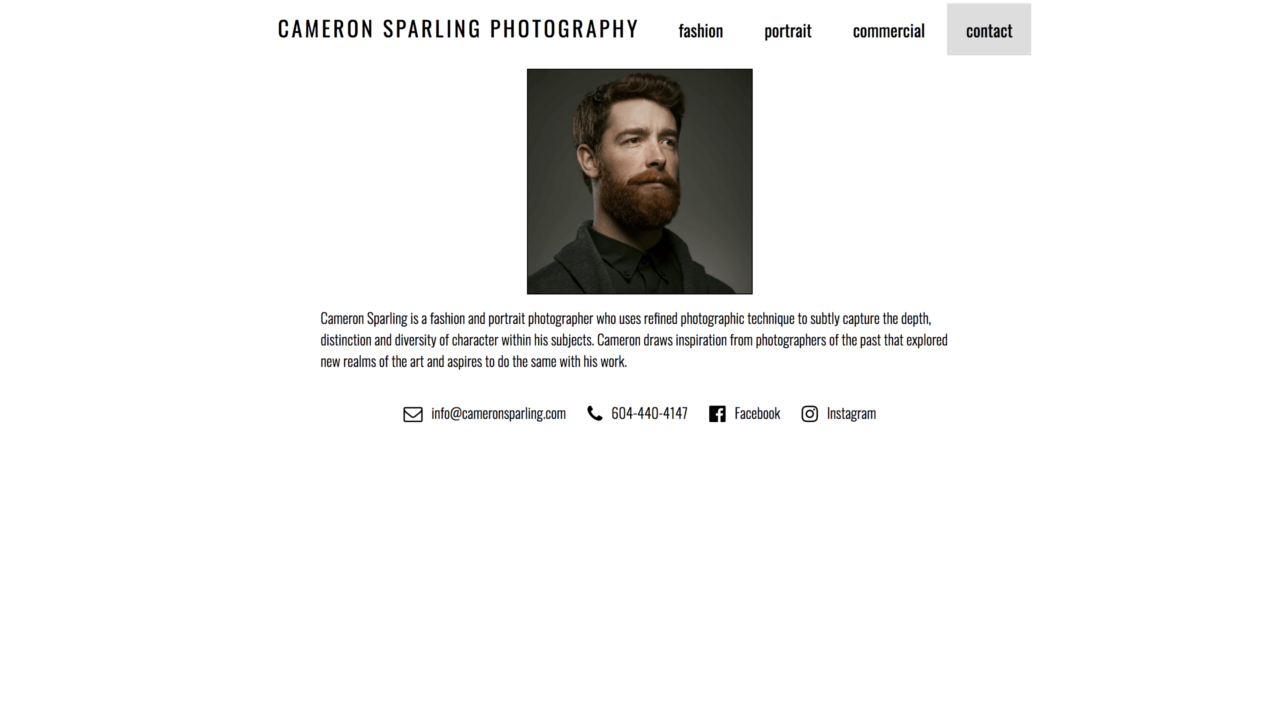 CAMERON SPARLING PHOTOGRAPHY fashion portrait commercial contact
Cameron Sparling is a fashion and portrait photographer who uses refined photographic technique to subtly capture the depth,
distinction and diversity of character within his subjects. Cameron draws inspiration from photographers of the past that explored
new realms of the art and aspires to do the same with his work.
info@cameronsparling.com 604-440-4147 Facebook Instagram